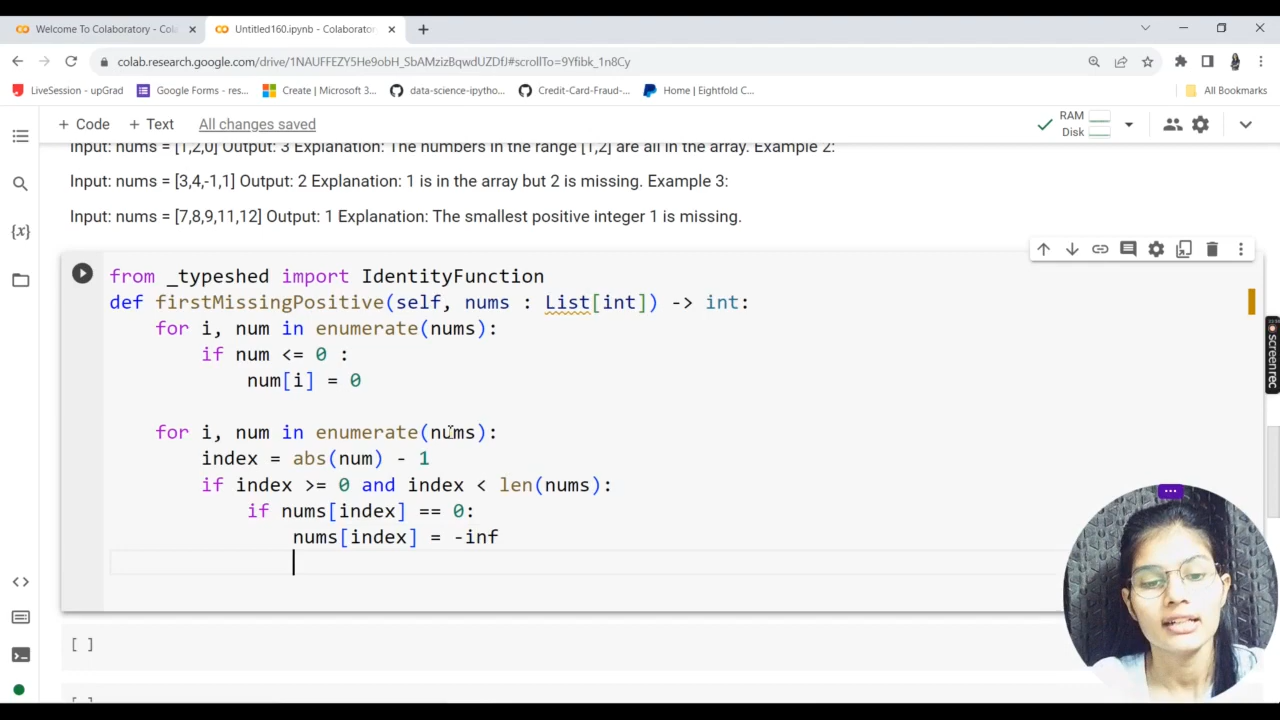 Welcome To Colaboratory - Cola
Untitled160.ipynb - Colaborator
colab.research.google.com/drive/1NAUFFEZY5He9obH_SbAMzizBqwdUZDfJ#scrollTo=9Yfibk_1n8Cy
LiveSession - upGrad
Google Forms - res...
Create | Microsoft 3...
data-science-ipytho...
Credit-Card-Fraud-...
Home | Eightfold C...
All Bookmarks
+ Code + Text All changes saved
RAM
Disk
Input: nums = [1,2,0] Output: 3 Explanation: The numbers in the range [1,2] are all in the array. Example 2:
Input: nums = [3,4,-1,1] Output: 2 Explanation: 1 is in the array but 2 is missing. Example 3:
Input: nums = [7,8,9,11,12] Output: 1 Explanation: The smallest positive integer 1 is missing.
from _typeshed import IdentityFunction
def firstMissingPositive(self, nums : List[int]) -> int:
for i, num in enumerate(nums):
if num <= 0 :
num[i] = 0
for i, num in enumerate(nums):
index = abs(num) - 1
if index >= 0 and index < len(nums):
if nums[index] == 0:
nums[index] = -inf
[ ]
[ ]
screenrec